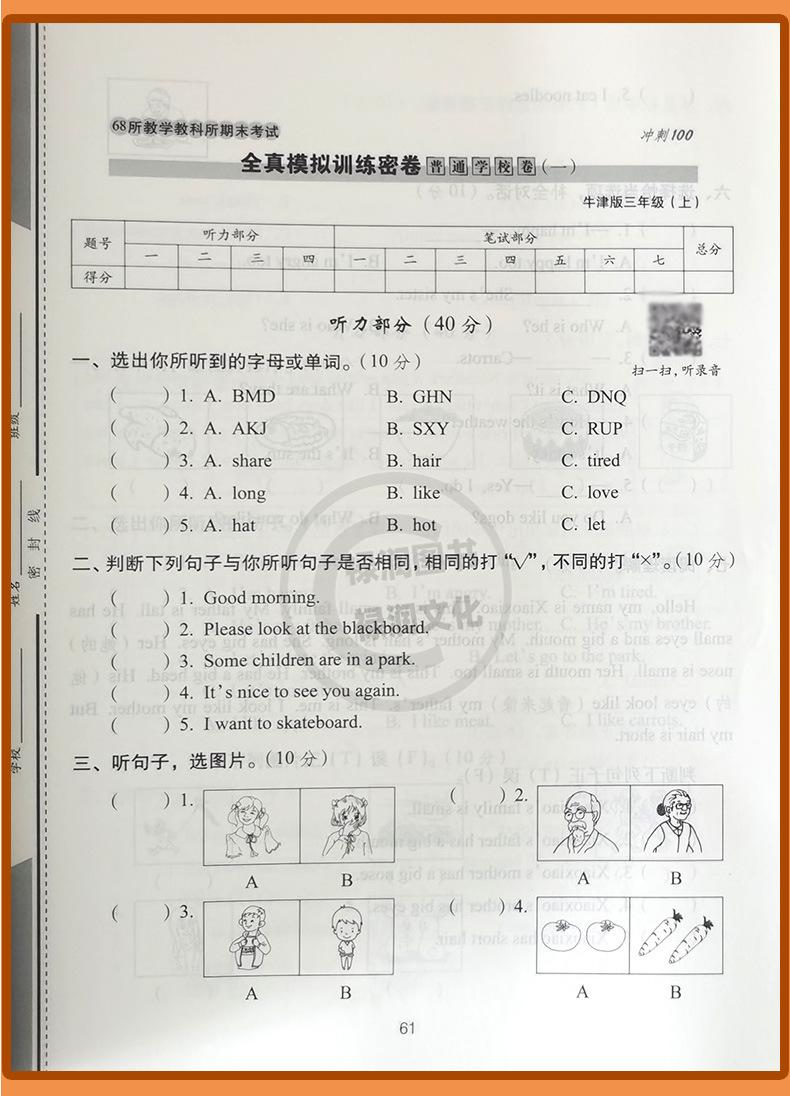 68所教学教科所期末考试
冲刺100
全真模拟训练密卷 普通学校卷 (一)
牛津版三年级(上)
题号 听力部分 笔试部分 总分
一 二 三 四 一 二 三 四 五 六 七
得分
听力部分(40分)
扫一扫,听录音
一、选出你所听到的字母或单词。(10分)
( ) 1. A. BMD B. GHN C. DNQ
( ) 2. A. AKJ B. SXY C. RUP
( ) 3. A. share B. hair C. tired
( ) 4. A. long B. like C. love
( ) 5. A. hat B. hot C. let
二、判断下列句子与你所听句子是否相同,相同的打“√”,不同的打“×”。(10分)
( ) 1. Good morning.
( ) 2. Please look at the blackboard.
( ) 3. Some children are in a park.
( ) 4. It's nice to see you again.
( ) 5. I want to skateboard.
三、听句子,选图片。(10分)
( ) 1. ( ) 2.
A B A B
( ) 3. ( ) 4.
A B A B
61
班级
姓名
学校
密 封 线
禄润图书
禄润文化